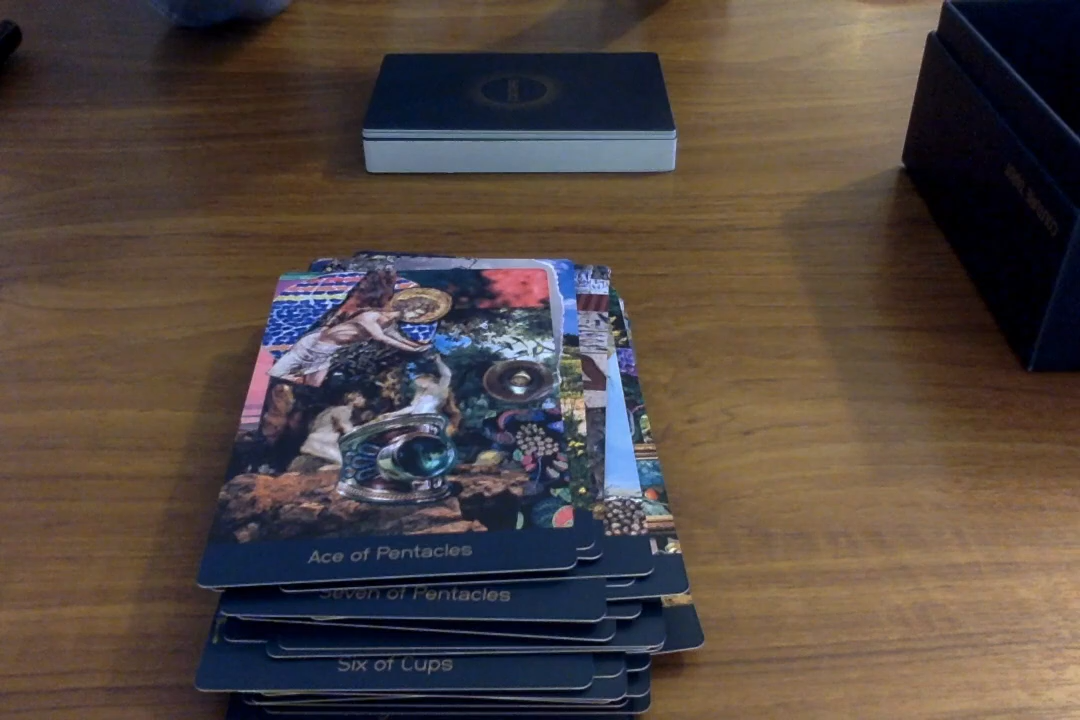 Ace of Pentacles
Seven of Pentacles
Six of Cups